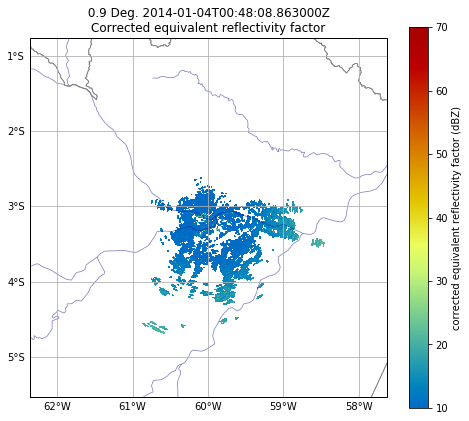 0.9 Deg. 2014-01-04T00:48:08.863000Z
Corrected equivalent reflectivity factor
1°S
2°S
3°S
4°S
5°S
62°W 61°W 60°W 59°W 58°W
70
60
50
40
30
20
10
corrected equivalent reflectivity factor (dBZ)